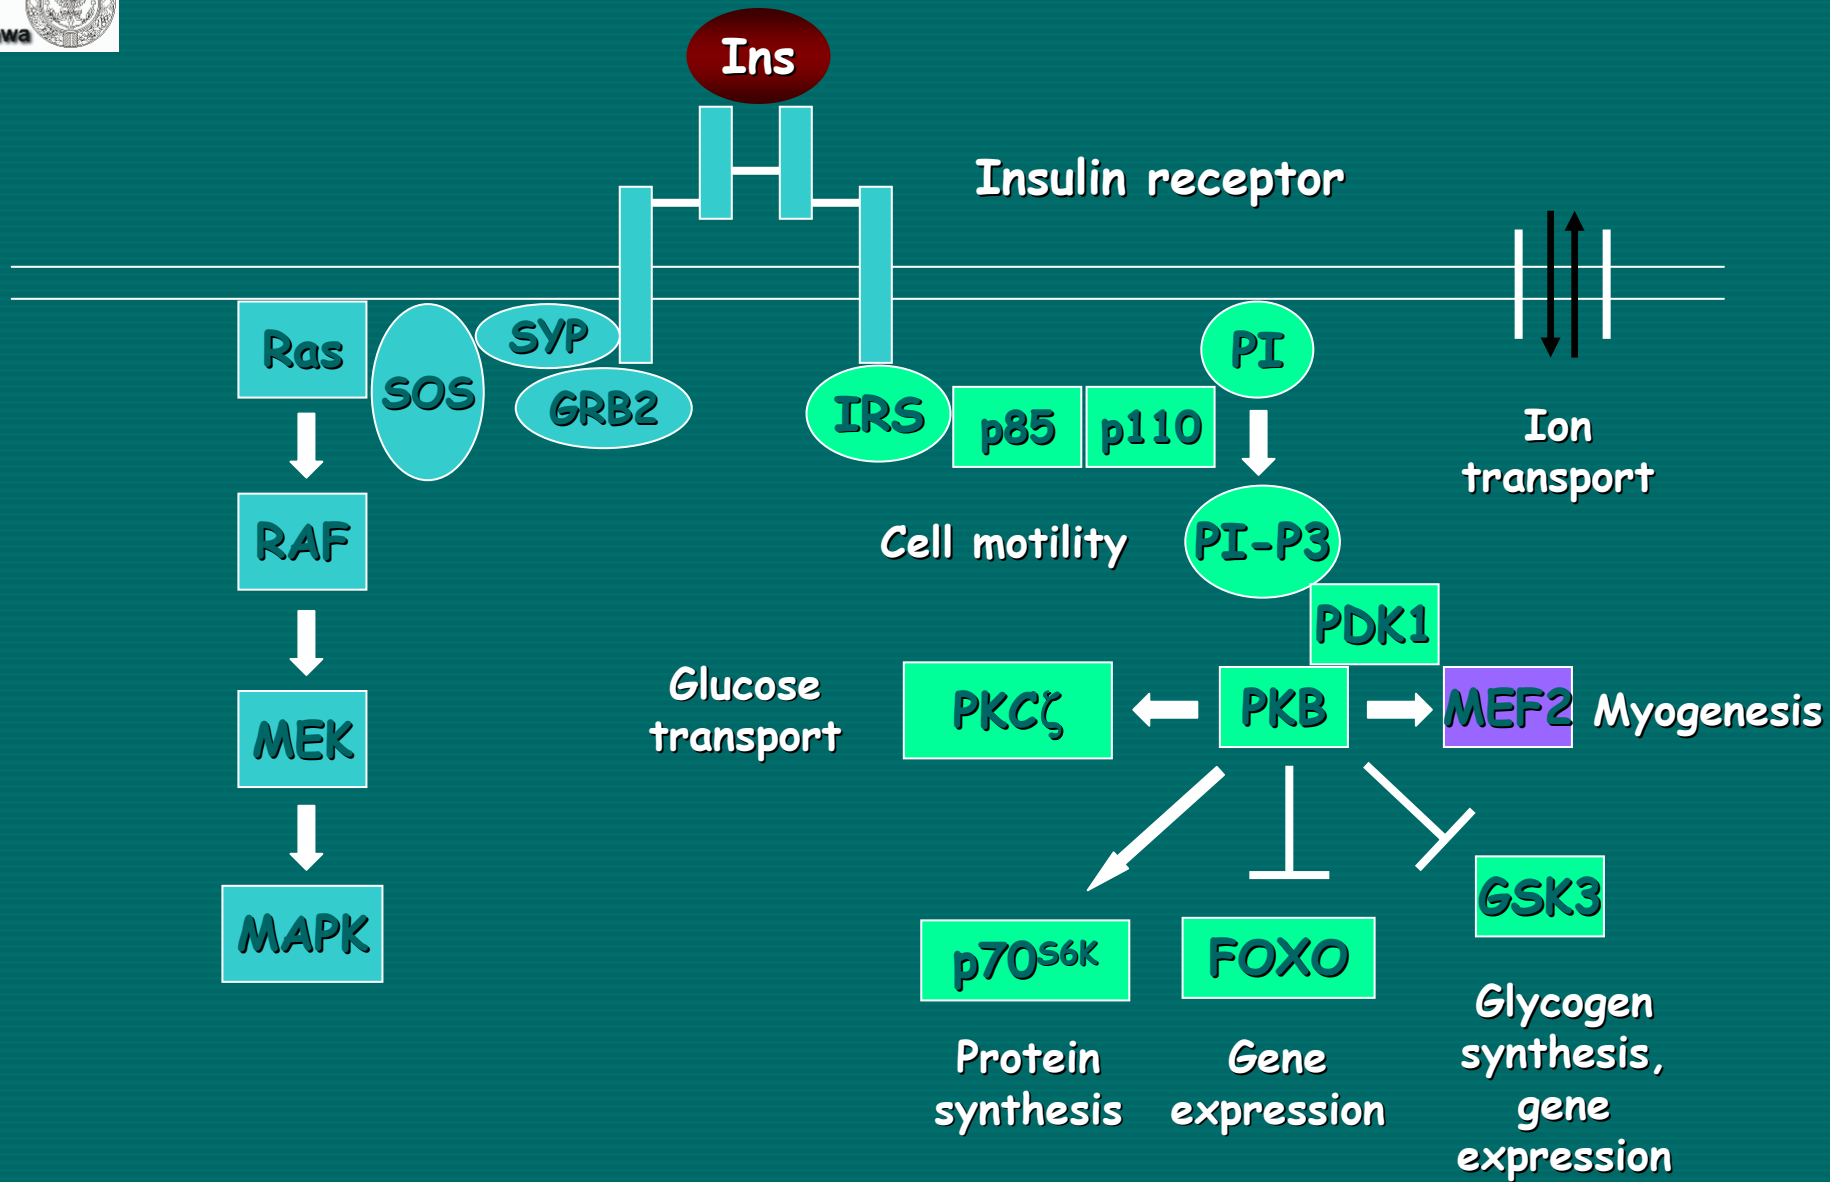 wa
Ins
Insulin receptor
Ras
SOS
SYP
GRB2
IRS
p85
p110
PI
Ion
transport
RAF
Cell motility
PI-P3
PDK1
MEK
Glucose
transport
PKCζ
PKB
MEF2
Myogenesis
MAPK
p70S6K
FOXO
GSK3
Protein
synthesis
Gene
expression
Glycogen
synthesis,
gene
expression